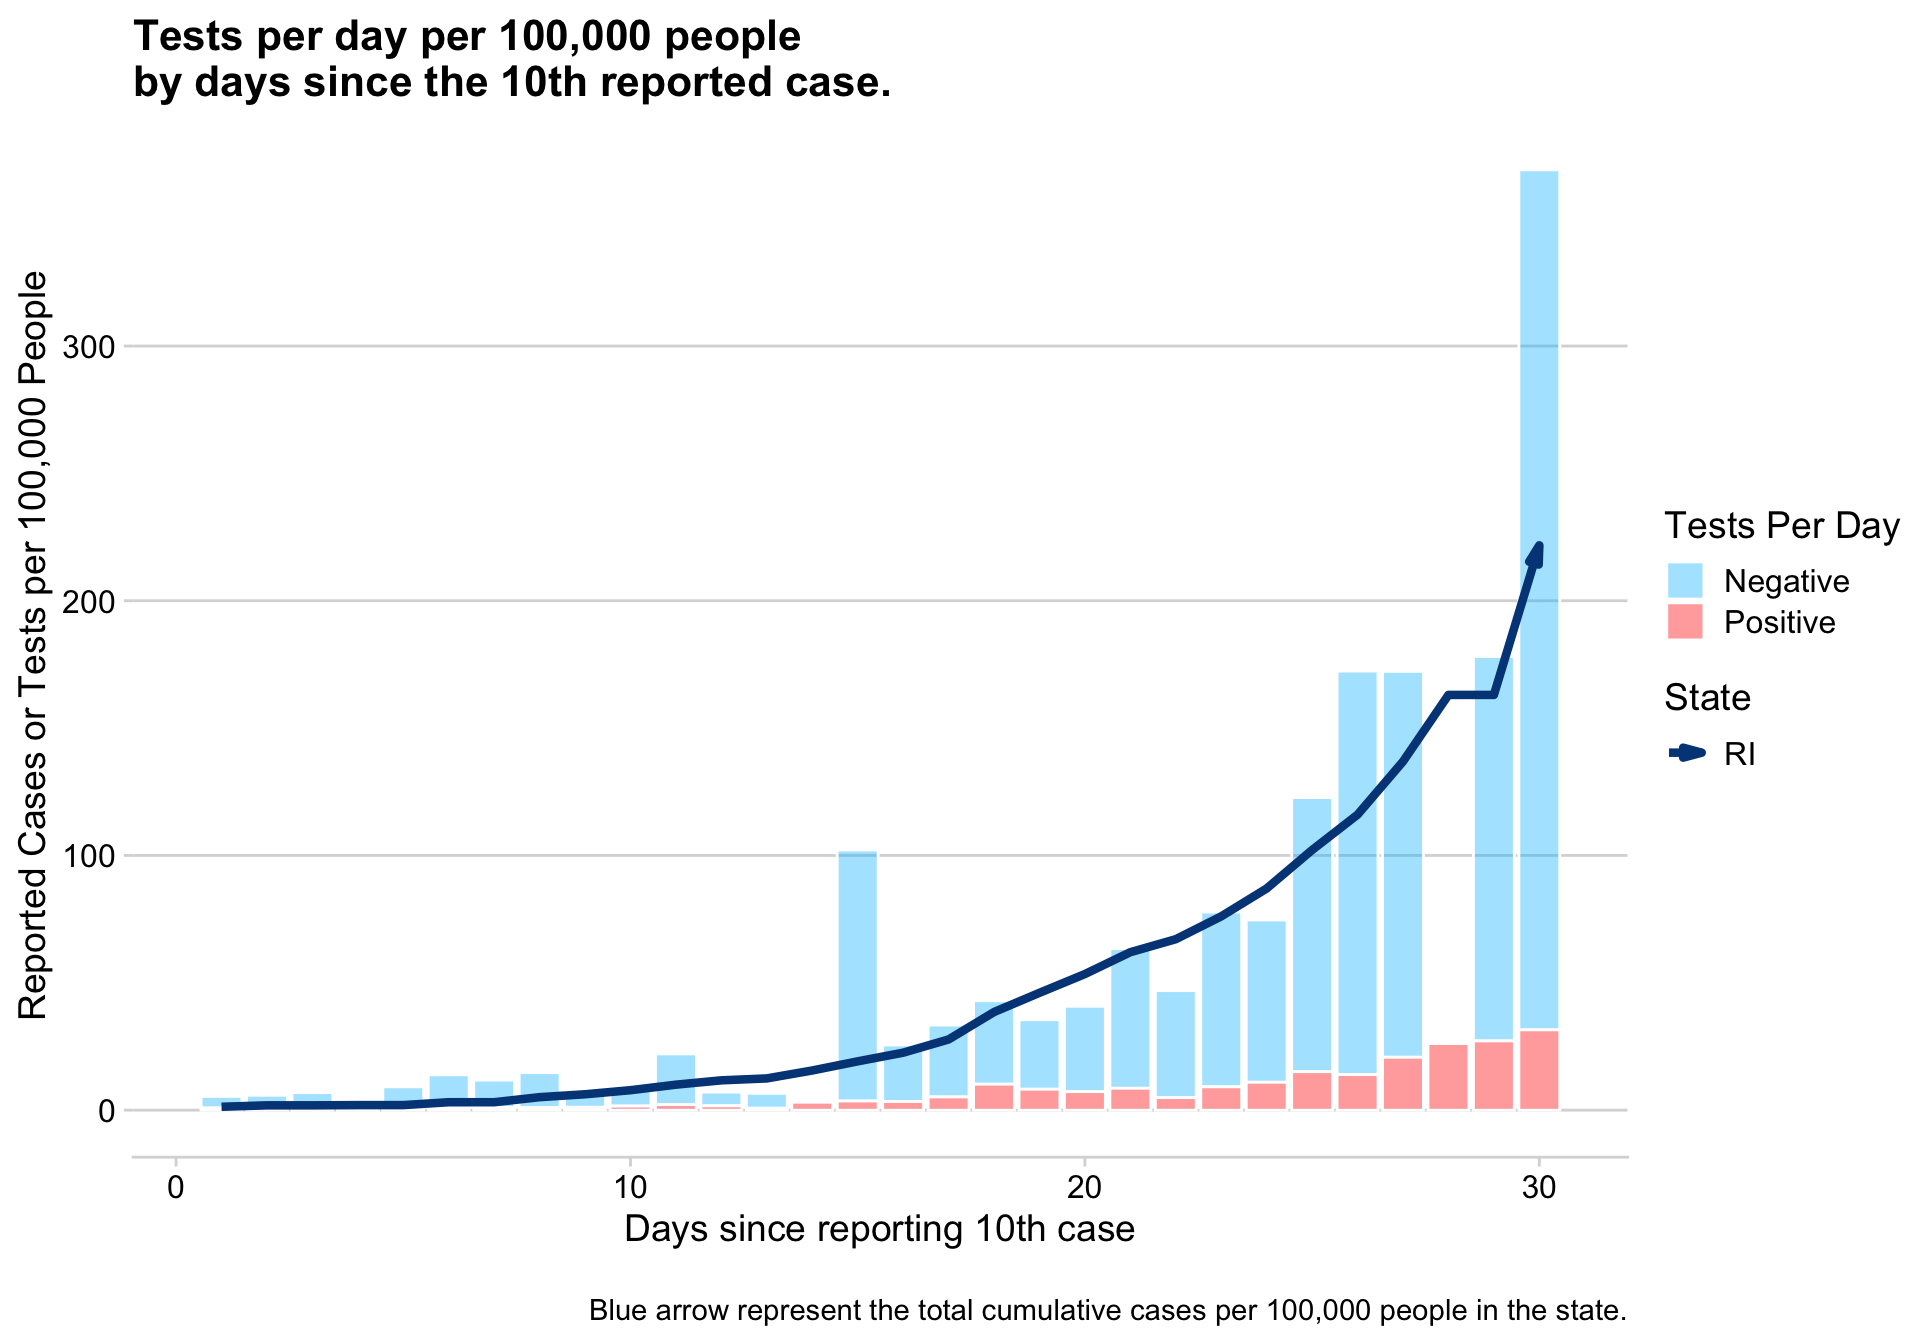 Tests per day per 100,000 people
by days since the 10th reported case.
Reported Cases or Tests per 100,000 People
300
200
100
0
0
10
20
30
Days since reporting 10th case
Tests Per Day
Negative
Positive
State
RI
Blue arrow represent the total cumulative cases per 100,000 people in the state.